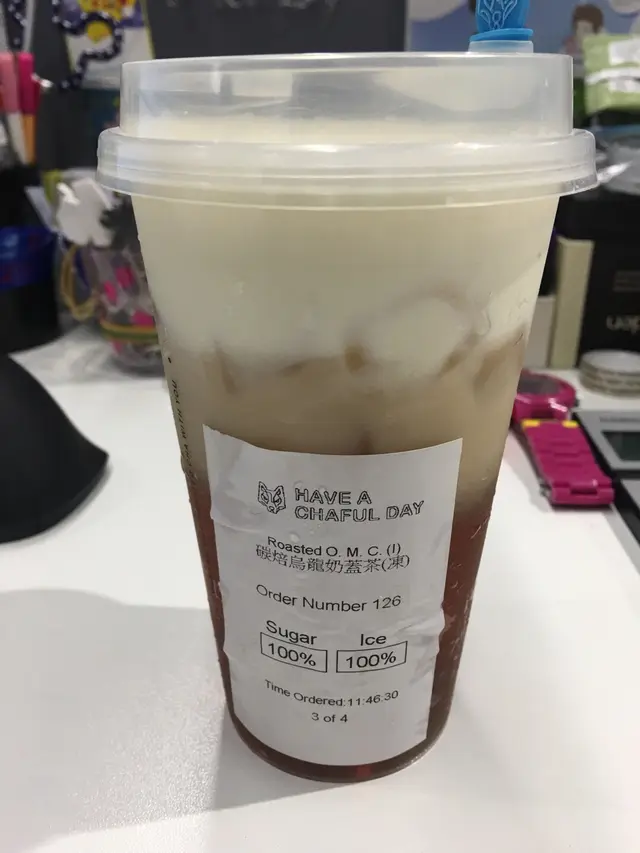 HAVE A
CHAFUL DAY
Roasted O. M. C. (I)
碳焙烏龍奶蓋茶(凍)
Order Number 126
Sugar Ice
100% 100%
Time Ordered:11:46:30
3 of 4